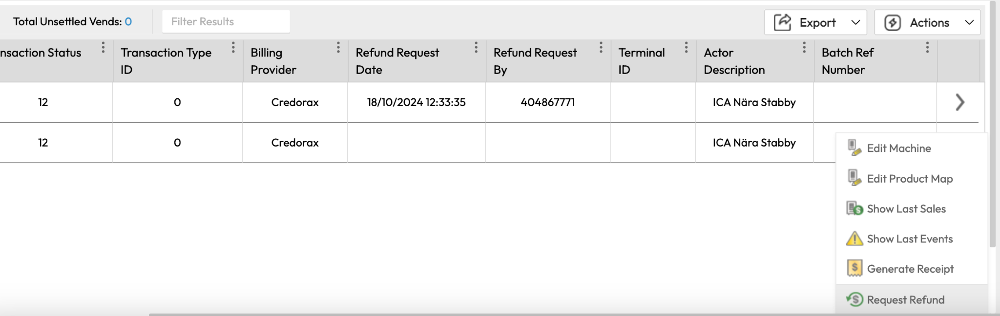 Total Unsettled Vends: 0
Filter Results
Export
Actions
nsaction Status
Transaction Type
ID
Billing
Provider
Refund Request
Date
Refund Request
By
Terminal
ID
Actor
Description
Batch Ref
Number
12 0 Credorax 18/10/2024 12:33:35 404867771 ICA Nära Stabby
12 0 Credorax ICA Nära Stabby
Edit Machine
Edit Product Map
Show Last Sales
Show Last Events
Generate Receipt
Request Refund